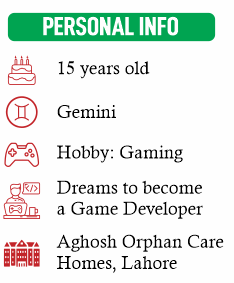 PERSONAL INFO
15 years old
Gemini
Hobby: Gaming
Dreams to become
a Game Developer
Aghosh Orphan Care
Homes, Lahore